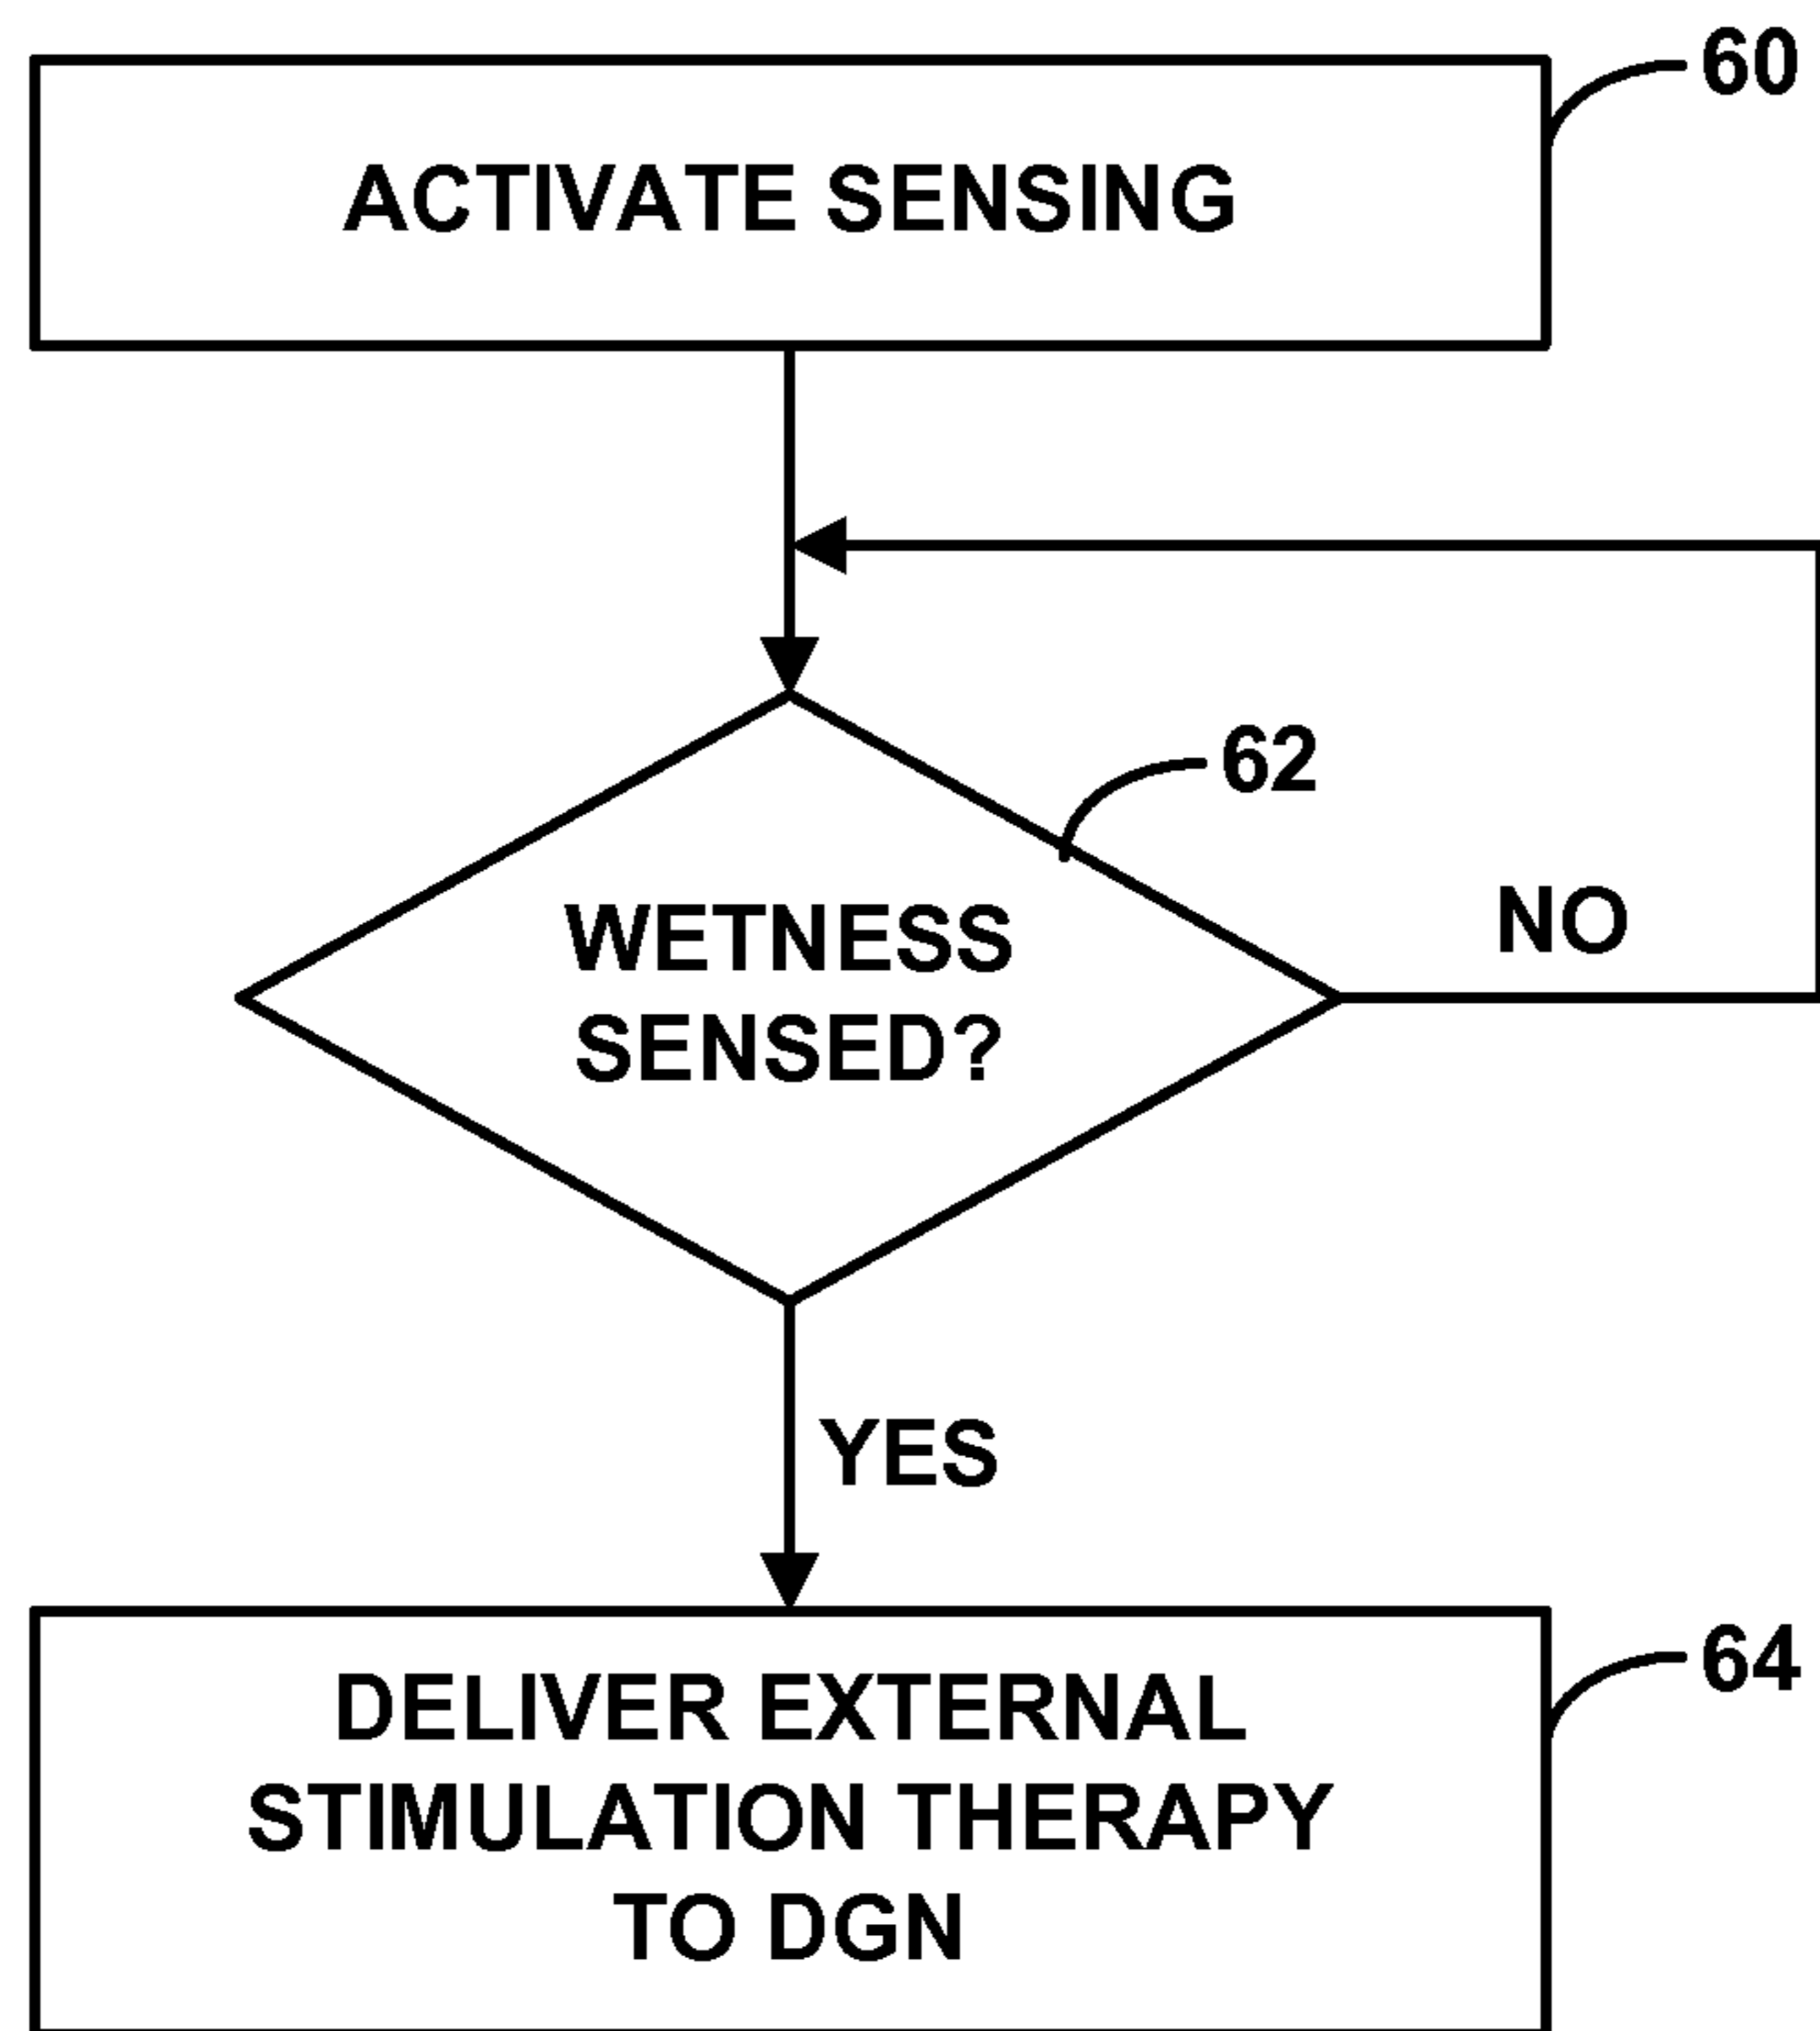 60
ACTIVATE SENSING
62
WETNESS
SENSED?
NO
YES
64
DELIVER EXTERNAL
STIMULATION THERAPY
TO DGN